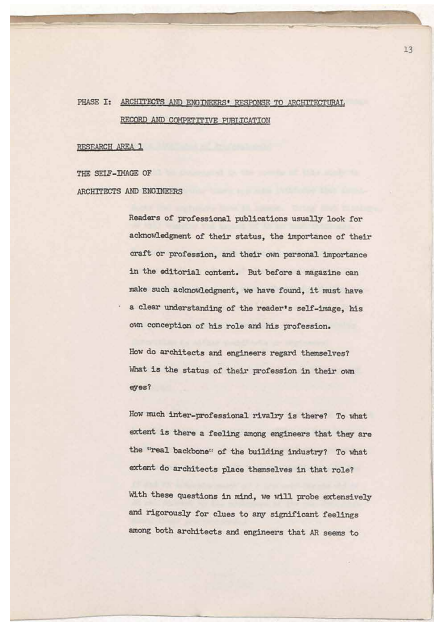 13
PHASE I: ARCHITECTS AND ENGINEERS' RESPONSE TO ARCHITECTURAL
RECORD AND COMPETITIVE PUBLICATION
RESEARCH AREA 1
THE SELF-IMAGE OF
ARCHITECTS AND ENGINEERS
Readers of professional publications usually look for
acknowledgment of their status, the importance of their
craft or profession, and their own personal importance
in the editorial content. But before a magazine can
make such acknowledgment, we have found, it must have
a clear understanding of the reader's self-image, his
own conception of his role and his profession.
How do architects and engineers regard themselves?
What is the status of their profession in their own
eyes?
How much inter-professional rivalry is there? To what
extent is there a feeling among engineers that they are
the "real backbone" of the building industry? To what
extent do architects place themselves in that role?
With these questions in mind, we will probe extensively
and rigorously for clues to any significant feelings
among both architects and engineers that AR seems to